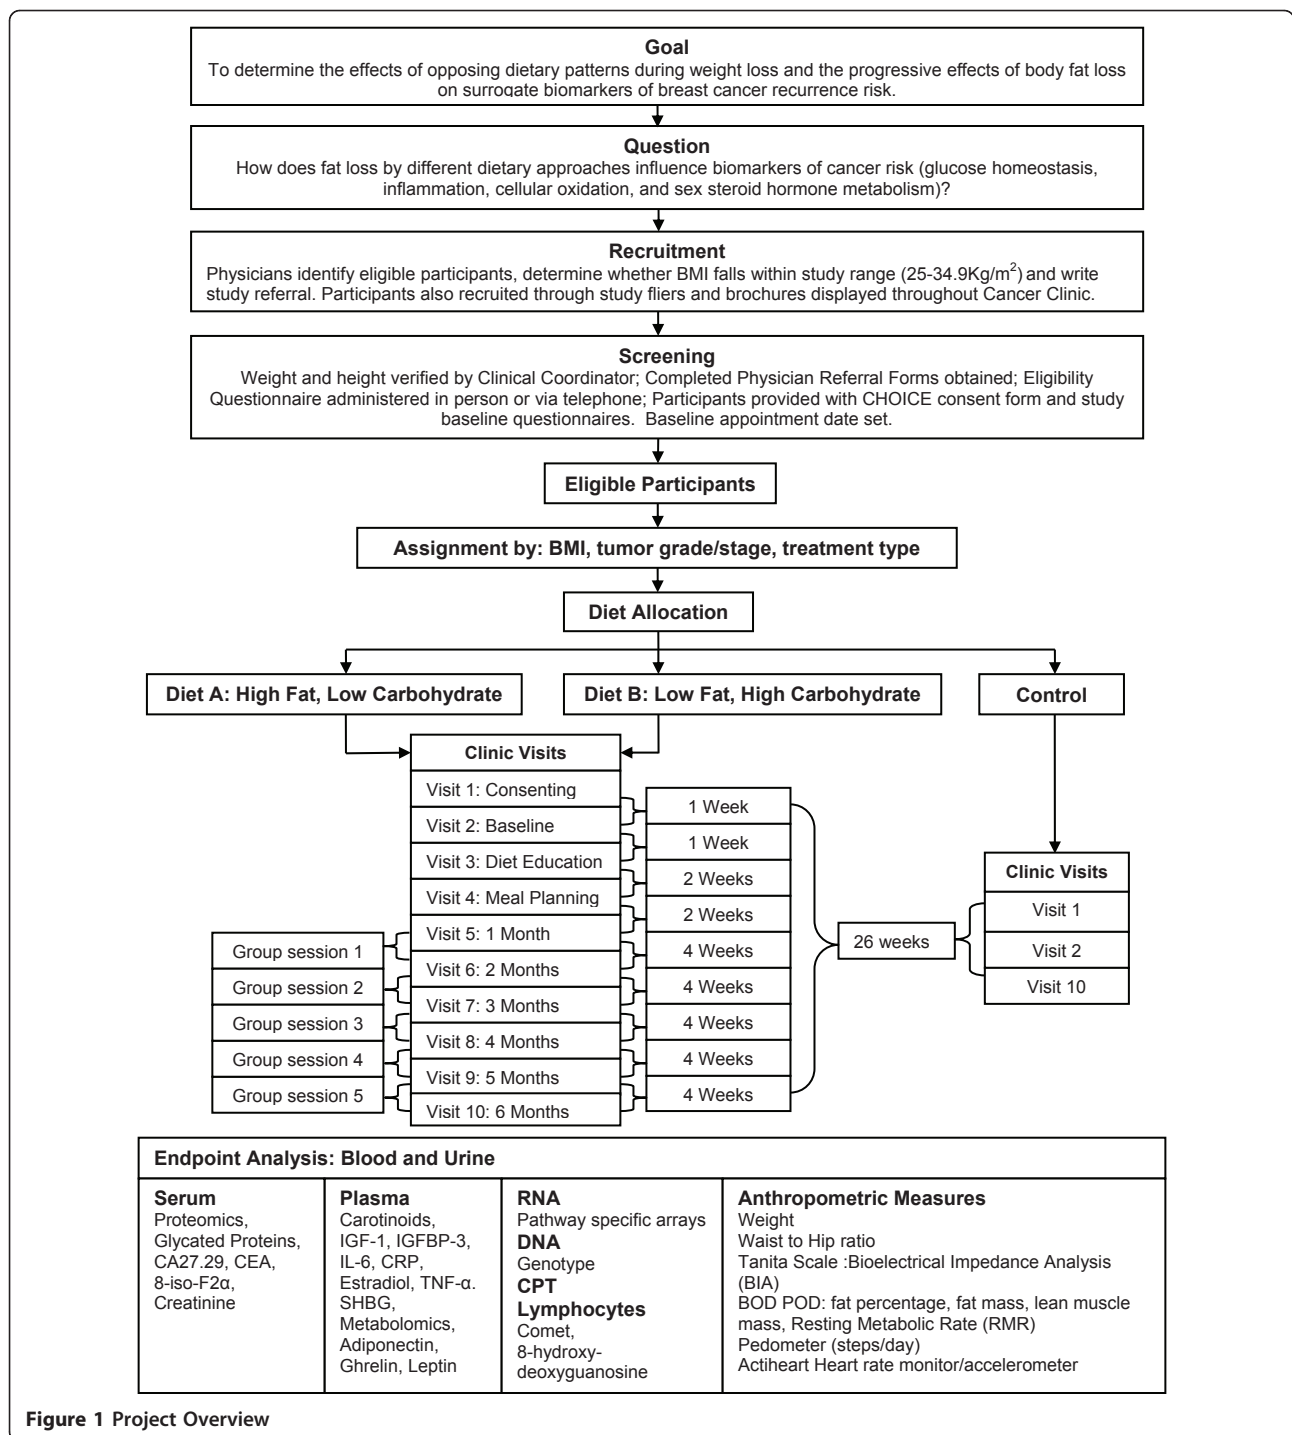 Goal
To determine the effects of opposing dietary patterns during weight loss and the progressive effects of body fat loss
on surrogate biomarkers of breast cancer recurrence risk.
Question
How does fat loss by different dietary approaches influence biomarkers of cancer risk (glucose homeostasis,
inflammation, cellular oxidation, and sex steroid hormone metabolism)?
Recruitment
Physicians identify eligible participants, determine whether BMI falls within study range (25-34.9Kg/m²) and write
study referral. Participants also recruited through study fliers and brochures displayed throughout Cancer Clinic.
Screening
Weight and height verified by Clinical Coordinator; Completed Physician Referral Forms obtained; Eligibility
Questionnaire administered in person or via telephone; Participants provided with CHOICE consent form and study
baseline questionnaires. Baseline appointment date set.
Eligible Participants
Assignment by: BMI, tumor grade/stage, treatment type
Diet Allocation
Diet A: High Fat, Low Carbohydrate
Diet B: Low Fat, High Carbohydrate
Control
Clinic Visits
Visit 1: Consenting
Visit 2: Baseline
Visit 3: Diet Education
Visit 4: Meal Planning
Visit 5: 1 Month
Visit 6: 2 Months
Visit 7: 3 Months
Visit 8: 4 Months
Visit 9: 5 Months
Visit 10: 6 Months
Group session 1
Group session 2
Group session 3
Group session 4
Group session 5
1 Week
1 Week
2 Weeks
2 Weeks
4 Weeks
4 Weeks
4 Weeks
4 Weeks
4 Weeks
26 weeks
Clinic Visits
Visit 1
Visit 2
Visit 10
Endpoint Analysis: Blood and Urine
Serum
Proteomics,
Glycated Proteins,
CA27.29, CEA,
8-iso-F2α,
Creatinine
Plasma
Carotinoids,
IGF-1, IGFBP-3,
IL-6, CRP,
Estradiol, TNF-α.
SHBG,
Metabolomics,
Adiponectin,
Ghrelin, Leptin
RNA
Pathway specific arrays
DNA
Genotype
CPT
Lymphocytes
Comet,
8-hydroxy-
deoxyguanosine
Anthropometric Measures
Weight
Waist to Hip ratio
Tanita Scale :Bioelectrical Impedance Analysis
(BIA)
BOD POD: fat percentage, fat mass, lean muscle
mass, Resting Metabolic Rate (RMR)
Pedometer (steps/day)
Actiheart Heart rate monitor/accelerometer
Figure 1 Project Overview